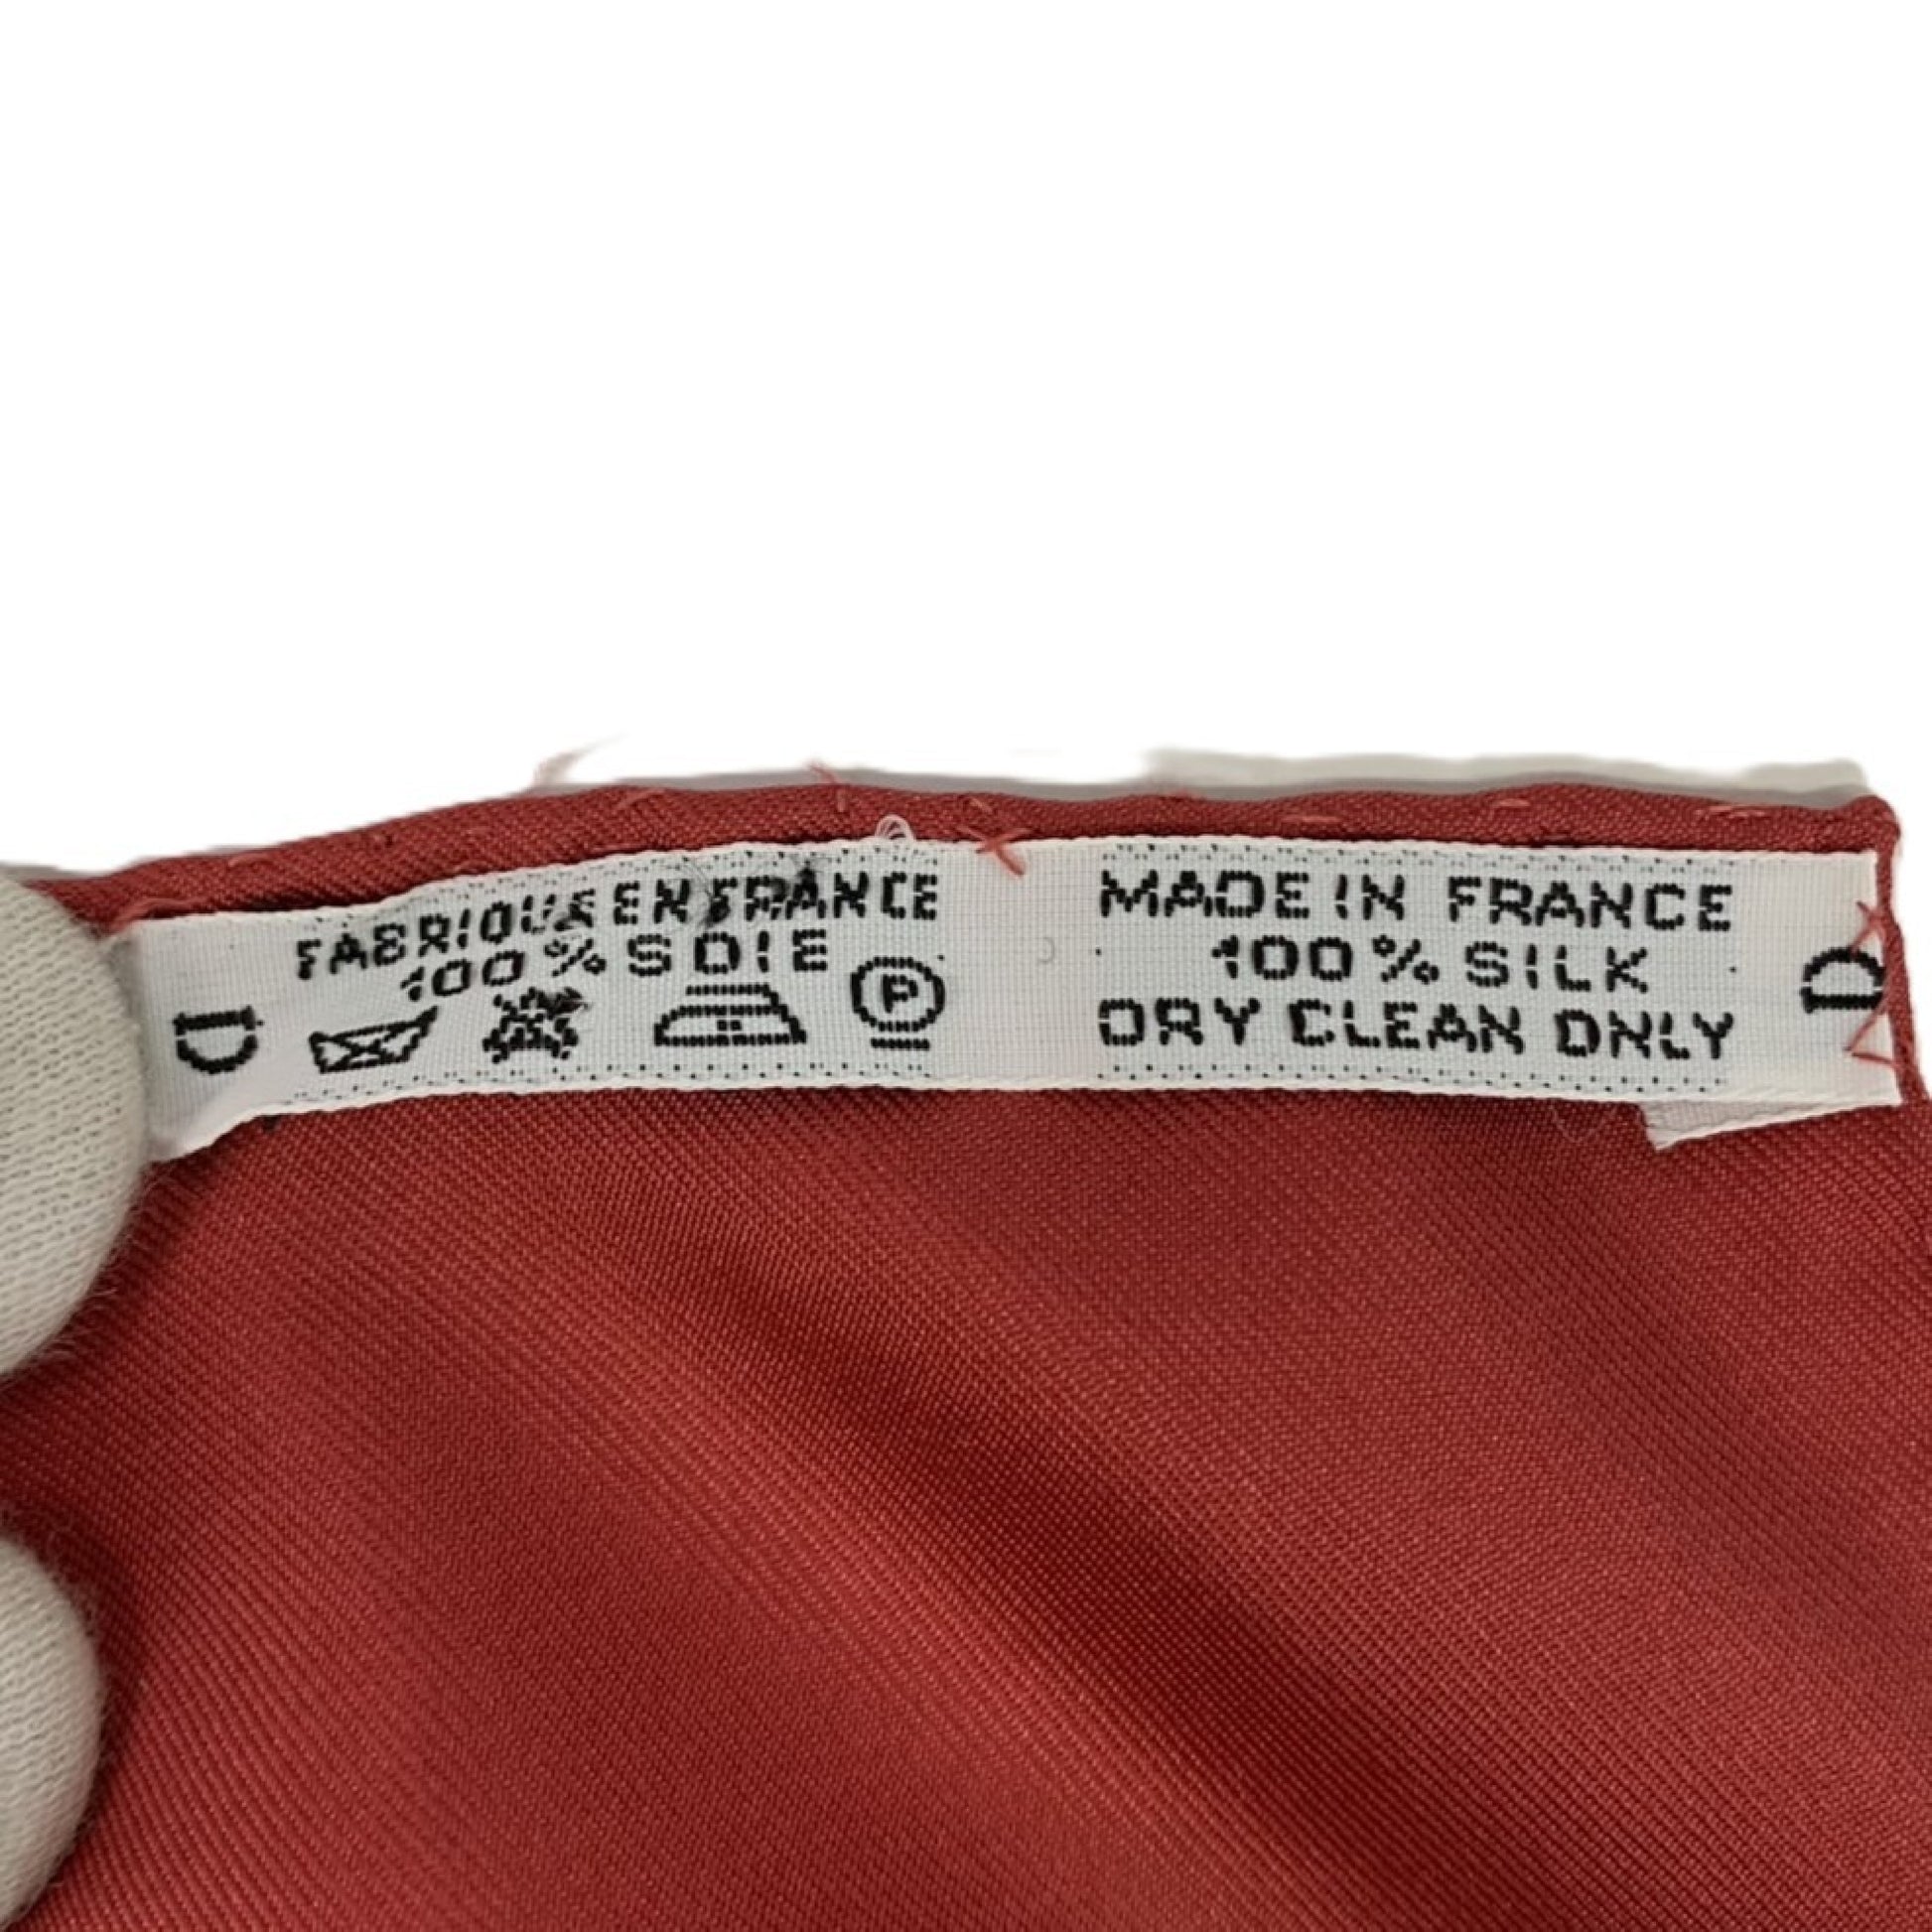 D
FABRIQUE EN FRANCE
100% SOIE
P
MADE IN FRANCE
100% SILK
DRY CLEAN ONLY
D